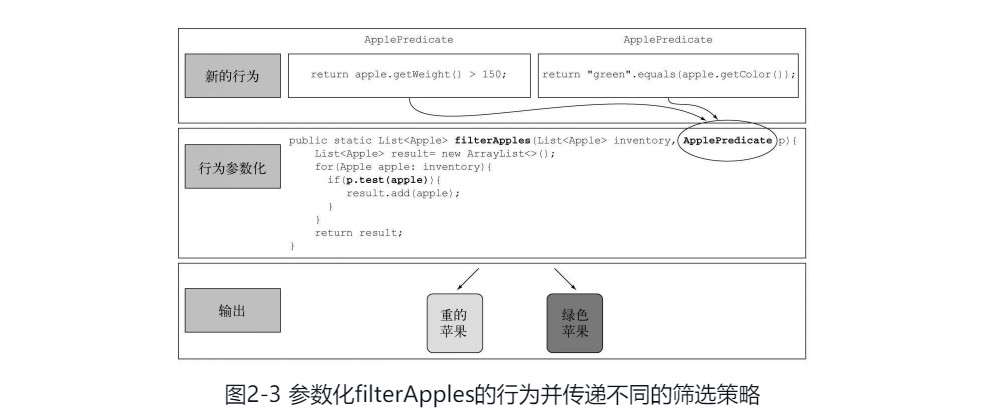 ApplePredicate ApplePredicate
新的行为
return apple.getWeight() > 150;
return "green".equals(apple.getColor());
行为参数化
public static List<Apple> filterApples(List<Apple> inventory, ApplePredicate p){
List<Apple> result= new ArrayList<>();
for(Apple apple: inventory){
if(p.test(apple)){
result.add(apple);
}
}
return result;
}
输出
重的
苹果
绿色
苹果
图2-3 参数化filterApples的行为并传递不同的筛选策略